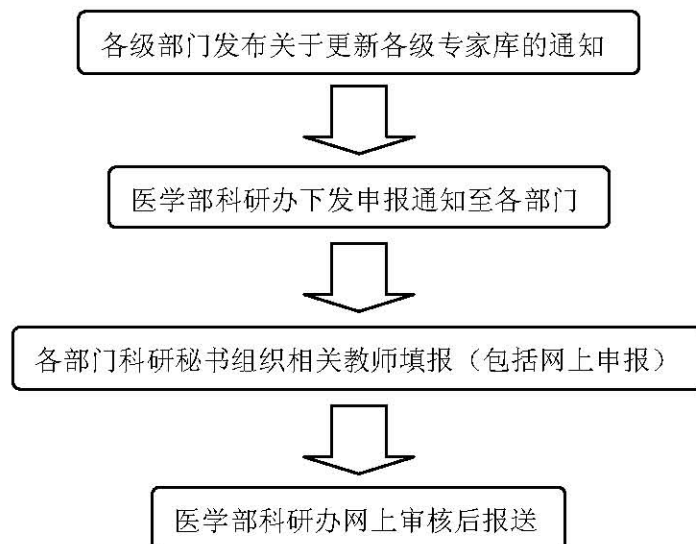 各级部门发布关于更新各级专家库的通知
医学部科研办下发申报通知至各部门
各部门科研秘书组织相关教师填报（包括网上申报）
医学部科研办网上审核后报送